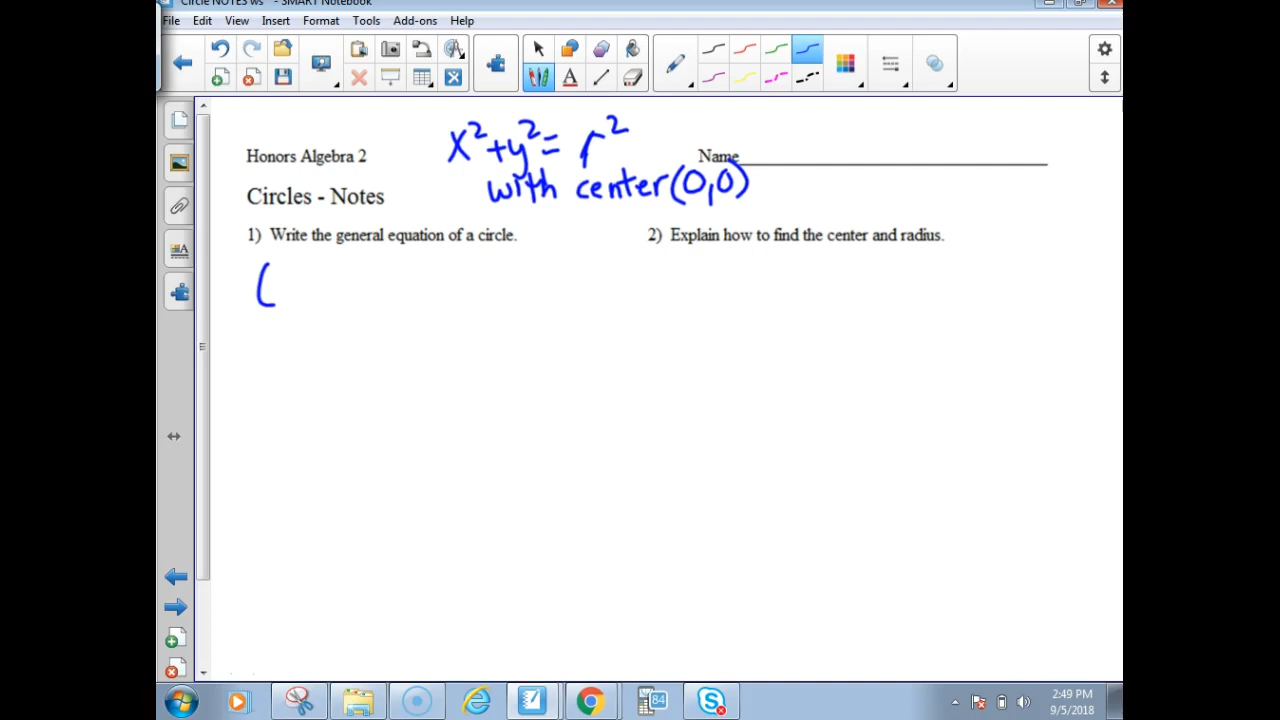 Circle NOTES ws - SMART Notebook
File Edit View Insert Format Tools Add-ons Help
x²+y²= r²
Honors Algebra 2 Name
with center(0,0)
Circles - Notes
1) Write the general equation of a circle. 2) Explain how to find the center and radius.
(
84
2:49 PM
9/5/2018